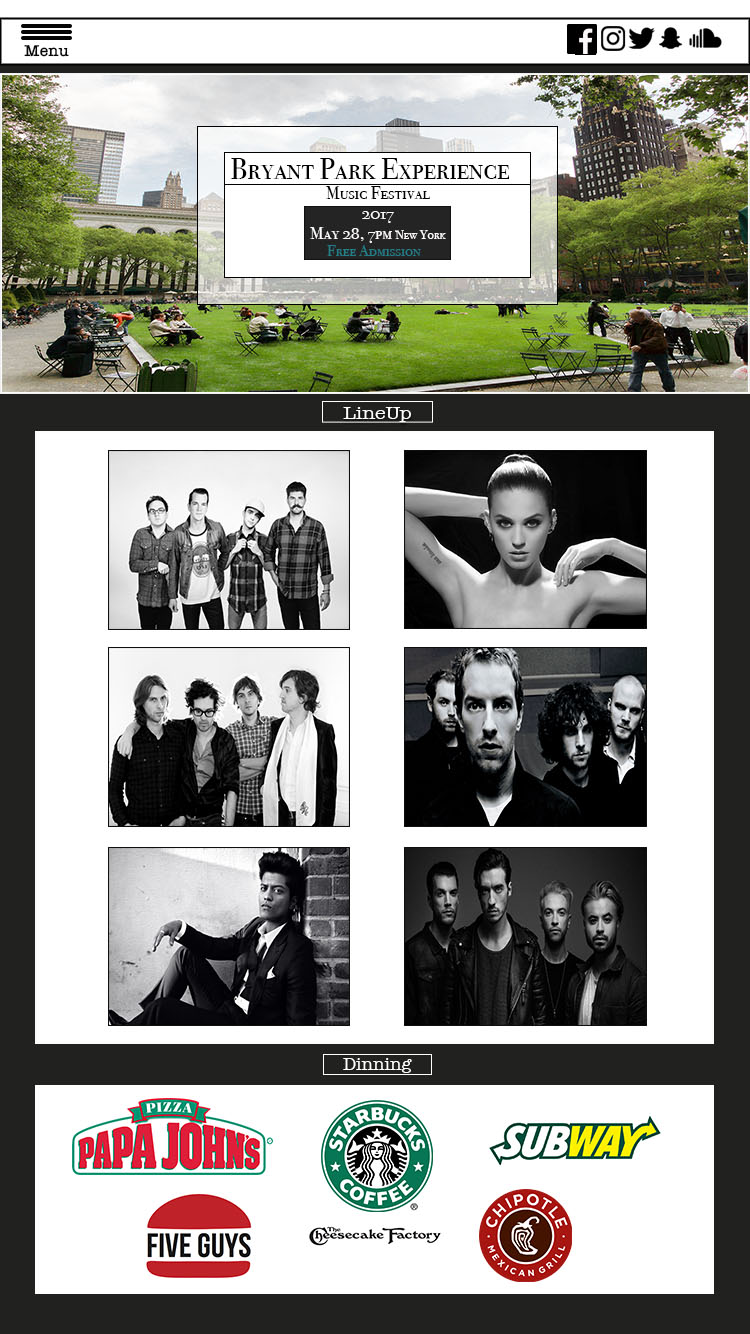 Menu
Bryant Park Experience
Music Festival
2017
May 28, 7pm New York
Free Admission
LineUp
Dinning
PIZZA
PAPA JOHN'S
STARBUCKS
COFFEE
SUBWAY
FIVE GUYS
The
Cheesecake Factory
CHIPOTLE
MEXICAN GRILL